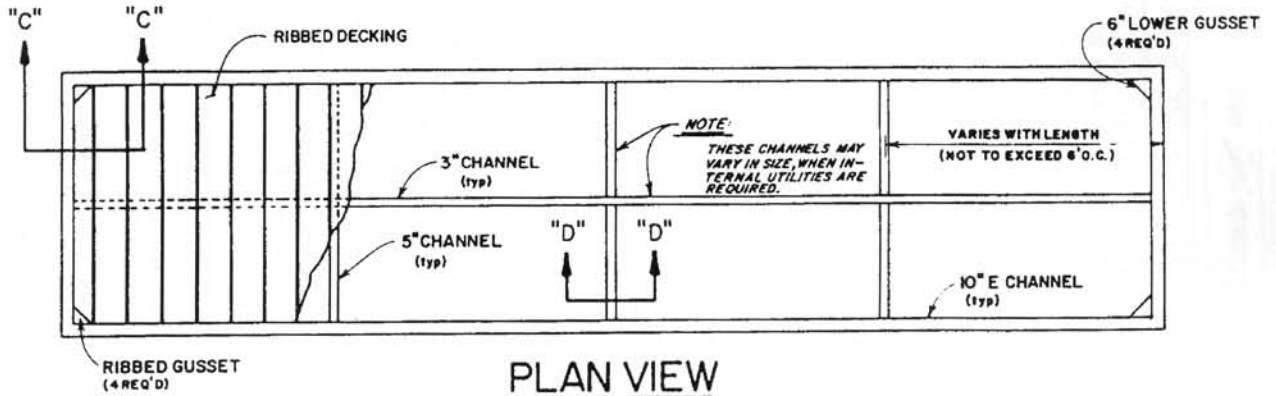 "C"
"C"
RIBBED DECKING
6" LOWER GUSSET
(4 REQ'D)
NOTE:
THESE CHANNELS MAY
VARY IN SIZE, WHEN IN-
TERNAL UTILITIES ARE
REQUIRED.
VARIES WITH LENGTH
(NOT TO EXCEED 6' O.C.)
3" CHANNEL
(typ)
5" CHANNEL
(typ)
"D"
"D"
10" E CHANNEL
(typ)
RIBBED GUSSET
(4 REQ'D)
PLAN VIEW